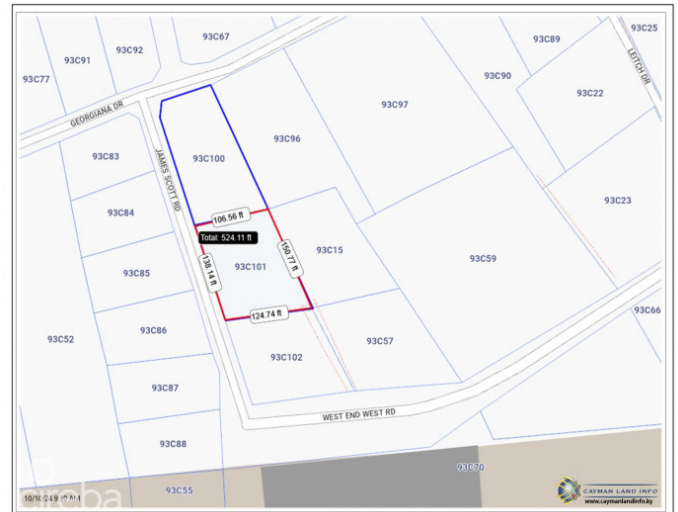 93C25
93C67
93C89
93C92
93C91
93C77
LEITCH DR
93C90
93C22
93C97
GEORGIANA DR
93C96
93C83
JAMES SCOTT RD
93C100
93C23
93C84
106.56 ft
Total: 524.11 ft
93C15
150.77 ft
138.14 ft
93C101
93C59
93C85
93C66
124.74 ft
93C86
93C52
93C57
93C102
93C87
WEST END WEST RD
93C88
93C70
93C55
CAYMAN LAND INFO
www.caymanlandinfo.ky
cireba